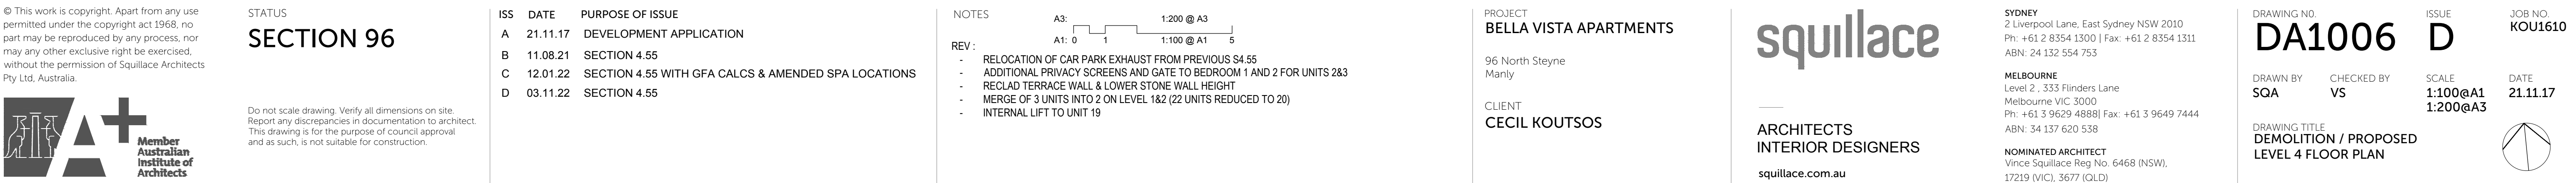 © This work is copyright. Apart from any use
permitted under the copyright act 1968, no
part may be reproduced by any process, nor
may any other exclusive right be exercised,
without the permission of Squillace Architects
Pty Ltd, Australia.
A+
Member
Australian
Institute of
Architects
STATUS
SECTION 96
Do not scale drawing. Verify all dimensions on site.
Report any discrepancies in documentation to architect.
This drawing is for the purpose of council approval
and as such, is not suitable for construction.
ISS DATE PURPOSE OF ISSUE
A 21.11.17 DEVELOPMENT APPLICATION
B 11.08.21 SECTION 4.55
C 12.01.22 SECTION 4.55 WITH GFA CALCS & AMENDED SPA LOCATIONS
D 03.11.22 SECTION 4.55
NOTES
A3: 1:200 @ A3
A1: 0 1 1:100 @ A1 5
REV :
- RELOCATION OF CAR PARK EXHAUST FROM PREVIOUS S4.55
- ADDITIONAL PRIVACY SCREENS AND GATE TO BEDROOM 1 AND 2 FOR UNITS 2&3
- RECLAD TERRACE WALL & LOWER STONE WALL HEIGHT
- MERGE OF 3 UNITS INTO 2 ON LEVEL 1&2 (22 UNITS REDUCED TO 20)
- INTERNAL LIFT TO UNIT 19
PROJECT
BELLA VISTA APARTMENTS
96 North Steyne
Manly
CLIENT
CECIL KOUTSOS
squillace
ARCHITECTS
INTERIOR DESIGNERS
squillace.com.au
SYDNEY
2 Liverpool Lane, East Sydney NSW 2010
Ph: +61 2 8354 1300 | Fax: +61 2 8354 1311
ABN: 24 132 554 753
MELBOURNE
Level 2 , 333 Flinders Lane
Melbourne VIC 3000
Ph: +61 3 9629 4888| Fax: +61 3 9649 7444
ABN: 34 137 620 538
NOMINATED ARCHITECT
Vince Squillace Reg No. 6468 (NSW),
17219 (VIC), 3677 (QLD)
DRAWING N0. ISSUE JOB NO.
DA1006 D KOU1610
DRAWN BY CHECKED BY SCALE DATE
SQA VS 1:100@A1 21.11.17
1:200@A3
DRAWING TITLE
DEMOLITION / PROPOSED
LEVEL 4 FLOOR PLAN